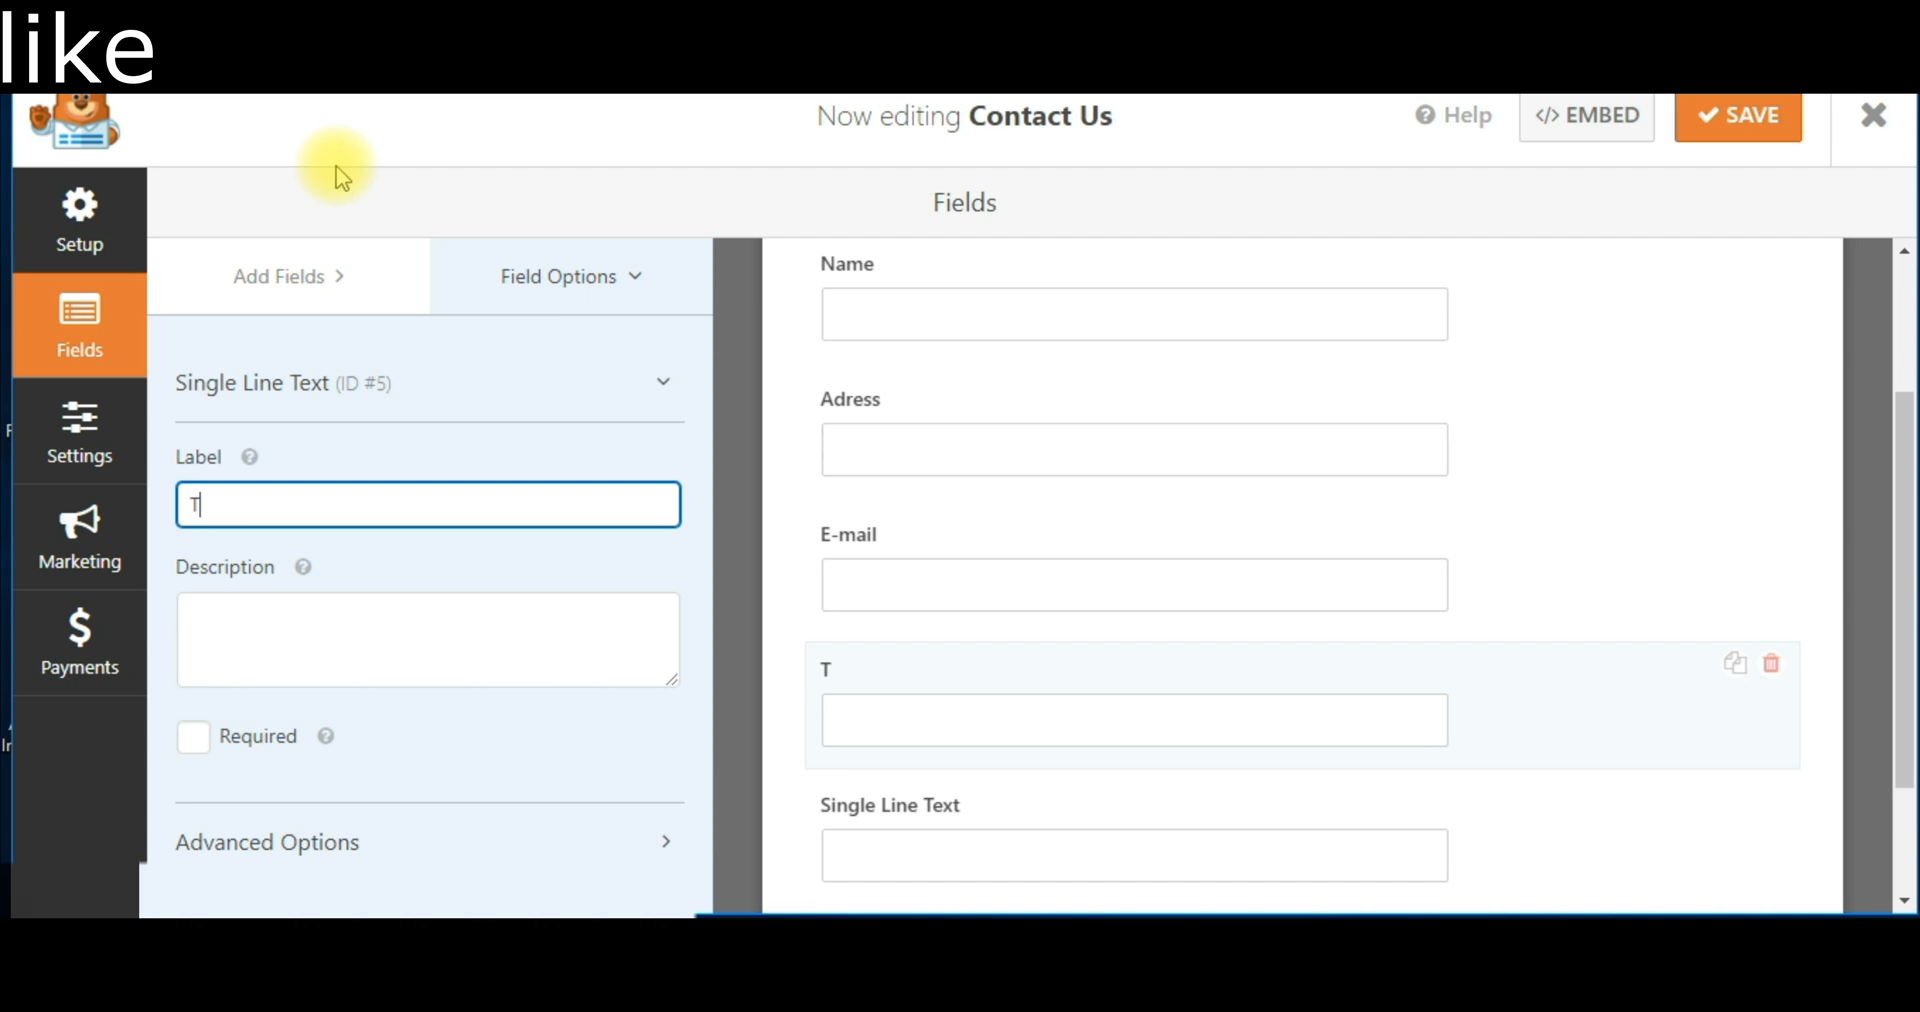 like
Now editing Contact Us
Help
</> EMBED
SAVE
Fields
Setup
Fields
Settings
Marketing
Payments
Add Fields
Field Options
Single Line Text (ID #5)
Label
T
Description
Required
Advanced Options
Name
Adress
E-mail
T
Single Line Text